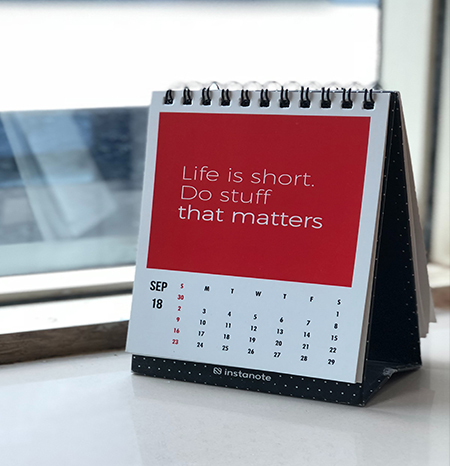 Life is short.
Do stuff
that matters
SEP
18
S M T W T F S
30 1
2 3 4 5 6 7 8
9 10 11 12 13 14 15
16 17 18 19 20 21 22
23 24 25 26 27 28 29
instanote